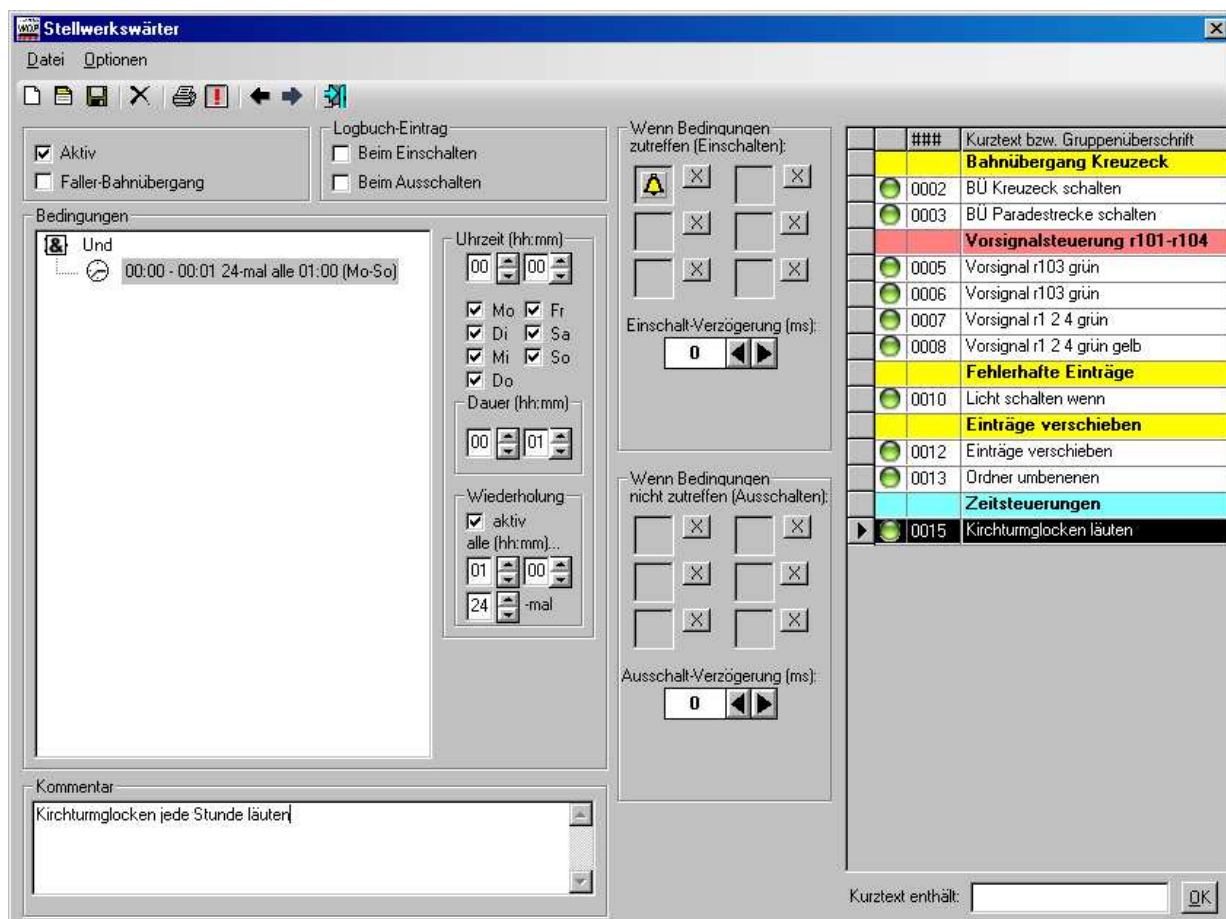 Stellwerkswärter
Datei Optionen
Aktiv
Faller-Bahnübergang
Logbuch-Eintrag
Beim Einschalten
Beim Ausschalten
Bedingungen
& Und
00:00 - 00:01 24-mal alle 01:00 (Mo-So)
Uhrzeit (hh:mm)
00 00
Mo Fr
Di Sa
Mi So
Do
Dauer (hh:mm)
00 01
Wiederholung
aktiv
alle (hh:mm)...
01 00
24 -mal
Kommentar
Kirchturmglocken jede Stunde läuten
Wenn Bedingungen
zutreffen (Einschalten):
X X
X X
X X
Einschalt-Verzögerung (ms):
0
Wenn Bedingungen
nicht zutreffen (Ausschalten):
X X
X X
X X
Ausschalt-Verzögerung (ms):
0
### Kurztext bzw. Gruppenüberschrift
Bahnübergang Kreuzeck
0002 BÜ Kreuzeck schalten
0003 BÜ Paradestrecke schalten
Vorsignalsteuerung r101-r104
0005 Vorsignal r103 grün
0006 Vorsignal r103 grün
0007 Vorsignal r1 2 4 grün
0008 Vorsignal r1 2 4 grün gelb
Fehlerhafte Einträge
0010 Licht schalten wenn
Einträge verschieben
0012 Einträge verschieben
0013 Ordner umbenenen
Zeitsteuerungen
0015 Kirchturmglocken läuten
Kurztext enthält: OK